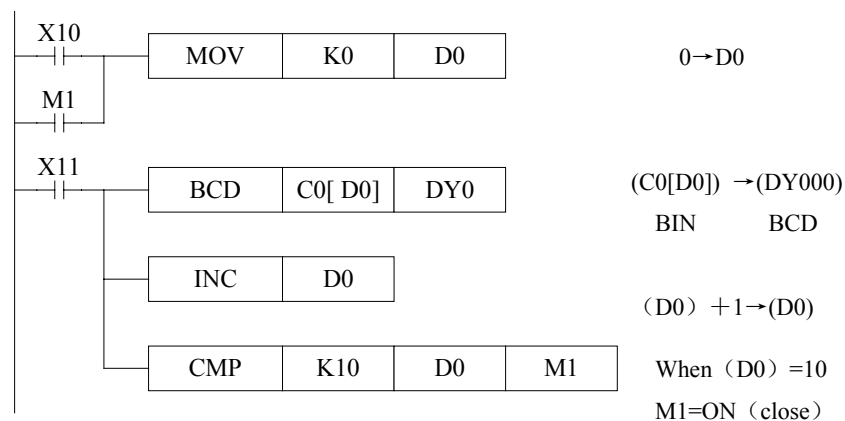 X10
MOV K0 D0 0→D0
M1
X11
BCD C0[ D0] DY0 (C0[D0]) →(DY000)
BIN BCD
INC D0
（D0）＋1→(D0)
CMP K10 D0 M1 When（D0）=10
M1=ON（close）